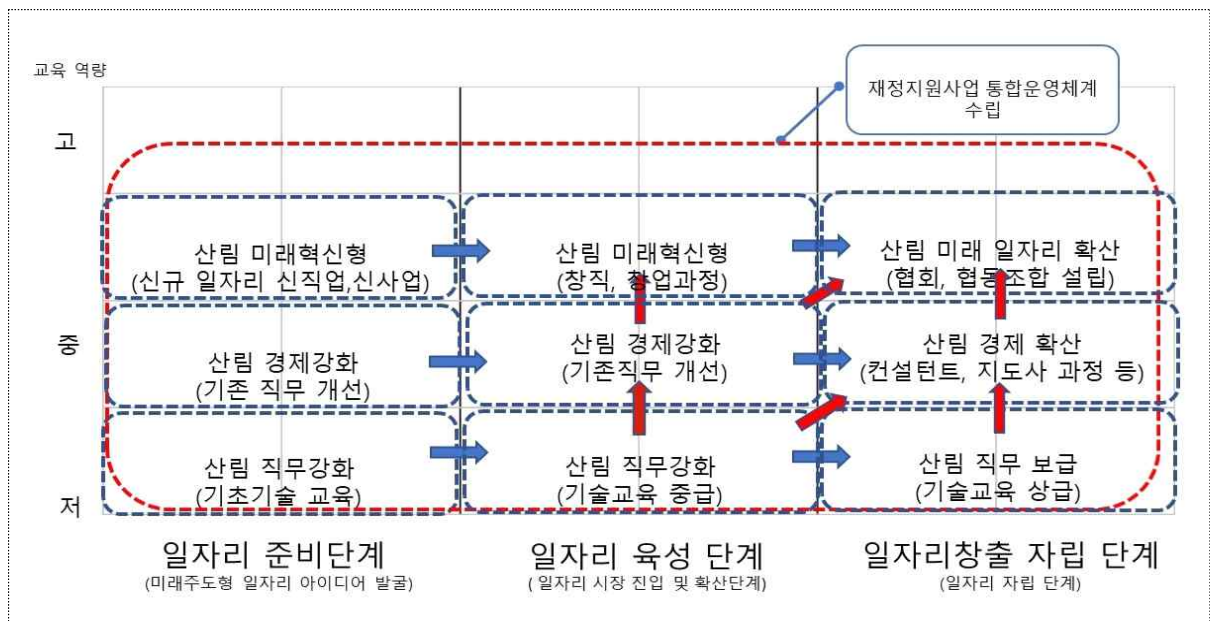 교육 역량
재정지원사업 통합운영체계
수립
고
산림 미래혁신형
(신규 일자리 신직업,신사업)
산림 미래혁신형
(창직, 창업과정)
산림 미래 일자리 확산
(협회, 협동조합 설립)
중
산림 경제강화
(기존 직무 개선)
산림 경제강화
(기존직무 개선)
산림 경제 확산
(컨설턴트, 지도사 과정 등)
저
산림 직무강화
(기초기술 교육)
산림 직무강화
(기술교육 중급)
산림 직무 보급
(기술교육 상급)
일자리 준비단계
(미래주도형 일자리 아이디어 발굴)
일자리 육성 단계
( 일자리 시장 진입 및 확산단계)
일자리창출 자립 단계
(일자리 자립 단계)